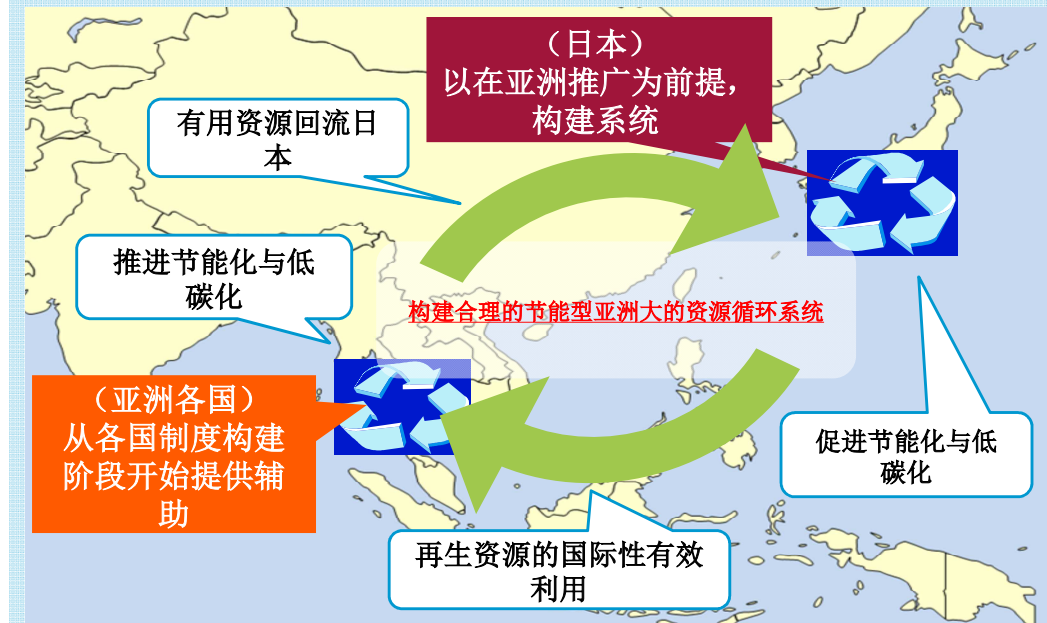 （日本）
以在亚洲推广为前提，
构建系统
有用资源回流日
本
推进节能化与低
碳化
构建合理的节能型亚洲大的资源循环系统
（亚洲各国）
从各国制度构建
阶段开始提供辅
助
促进节能化与低
碳化
再生资源的国际性有效
利用